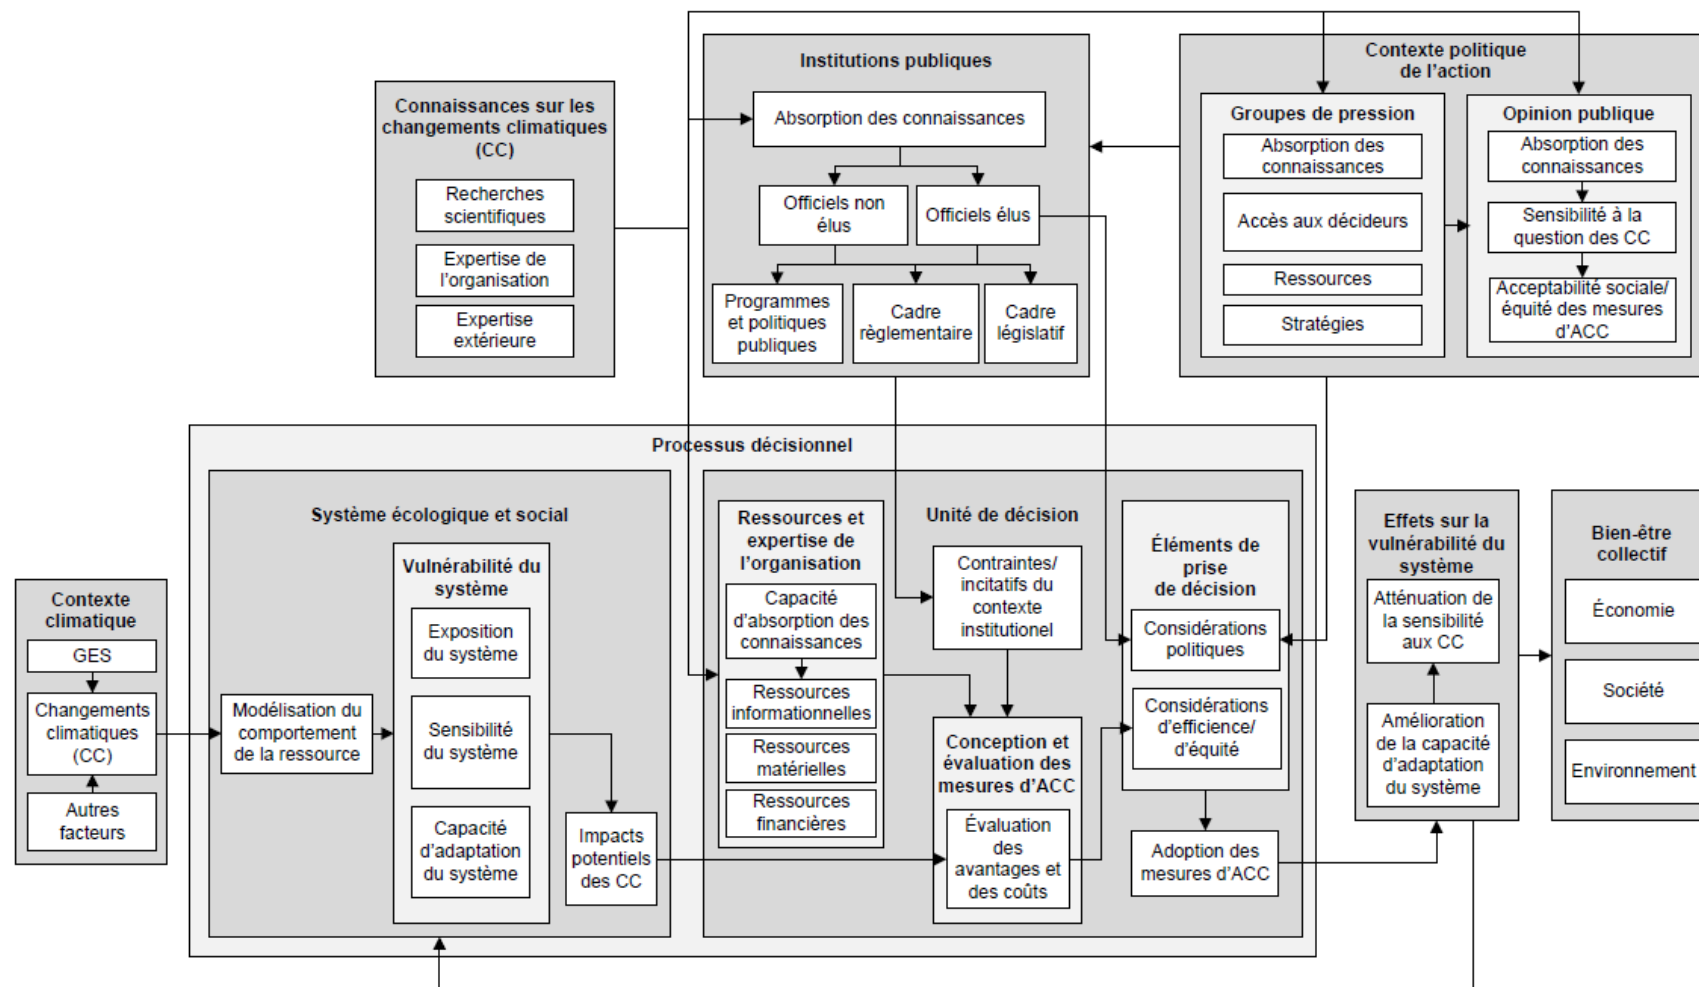 Institutions publiques
Absorption des connaissances
Officiels non
élus
Officiels élus
Programmes
et politiques
publiques
Cadre
règlementaire
Cadre
législatif
Contexte politique
de l'action
Groupes de pression
Absorption des
connaissances
Accès aux décideurs
Ressources
Stratégies
Opinion publique
Absorption des
connaissances
Sensibilité à la
question des CC
Acceptabilité sociale/
équité des mesures
d'ACC
Connaissances sur les
changements climatiques
(CC)
Recherches
scientifiques
Expertise de
l'organisation
Expertise
extérieure
Processus décisionnel
Contexte
climatique
GES
Changements
climatiques
(CC)
Autres
facteurs
Système écologique et social
Modélisation du
comportement
de la ressource
Vulnérabilité du
système
Exposition
du système
Sensibilité
du système
Capacité
d'adaptation
du système
Impacts
potentiels
des CC
Unité de décision
Ressources et
expertise de
l'organisation
Capacité
d'absorption des
connaissances
Ressources
informationnelles
Ressources
matérielles
Ressources
financières
Contraintes/
incitatifs du
contexte
institutionel
Conception et
évaluation des
mesures d'ACC
Évaluation
des
avantages et
des coûts
Éléments de
prise
de décision
Considérations
politiques
Considérations
d'efficience/
d'équité
Adoption des
mesures d'ACC
Effets sur la
vulnérabilité du
système
Atténuation de
la sensibilité
aux CC
Amélioration
de la capacité
d'adaptation
du système
Bien-être
collectif
Économie
Société
Environnement